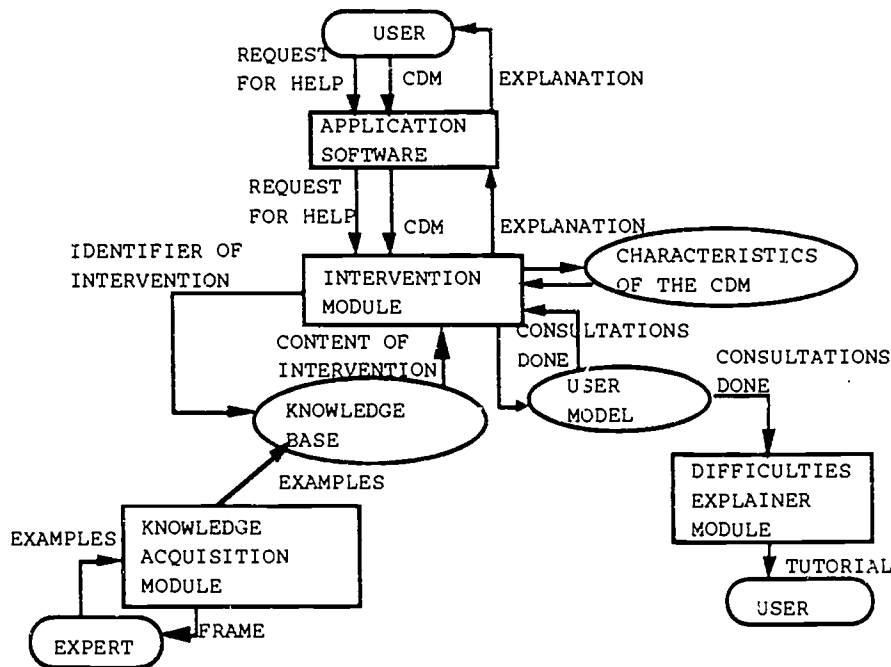 USER
REQUEST
FOR HELP
CDM
EXPLANATION
APPLICATION
SOFTWARE
REQUEST
FOR HELP
CDM
EXPLANATION
IDENTIFIER OF
INTERVENTION
INTERVENTION
MODULE
CHARACTERISTICS
OF THE CDM
CONTENT OF
INTERVENTION
CONSULTATIONS
DONE
CONSULTATIONS
DONE
KNOWLEDGE
BASE
USER
MODEL
EXAMPLES
DIFFICULTIES
EXPLAINER
MODULE
EXAMPLES
KNOWLEDGE
ACQUISITION
MODULE
TUTORIAL
USER
FRAME
EXPERT